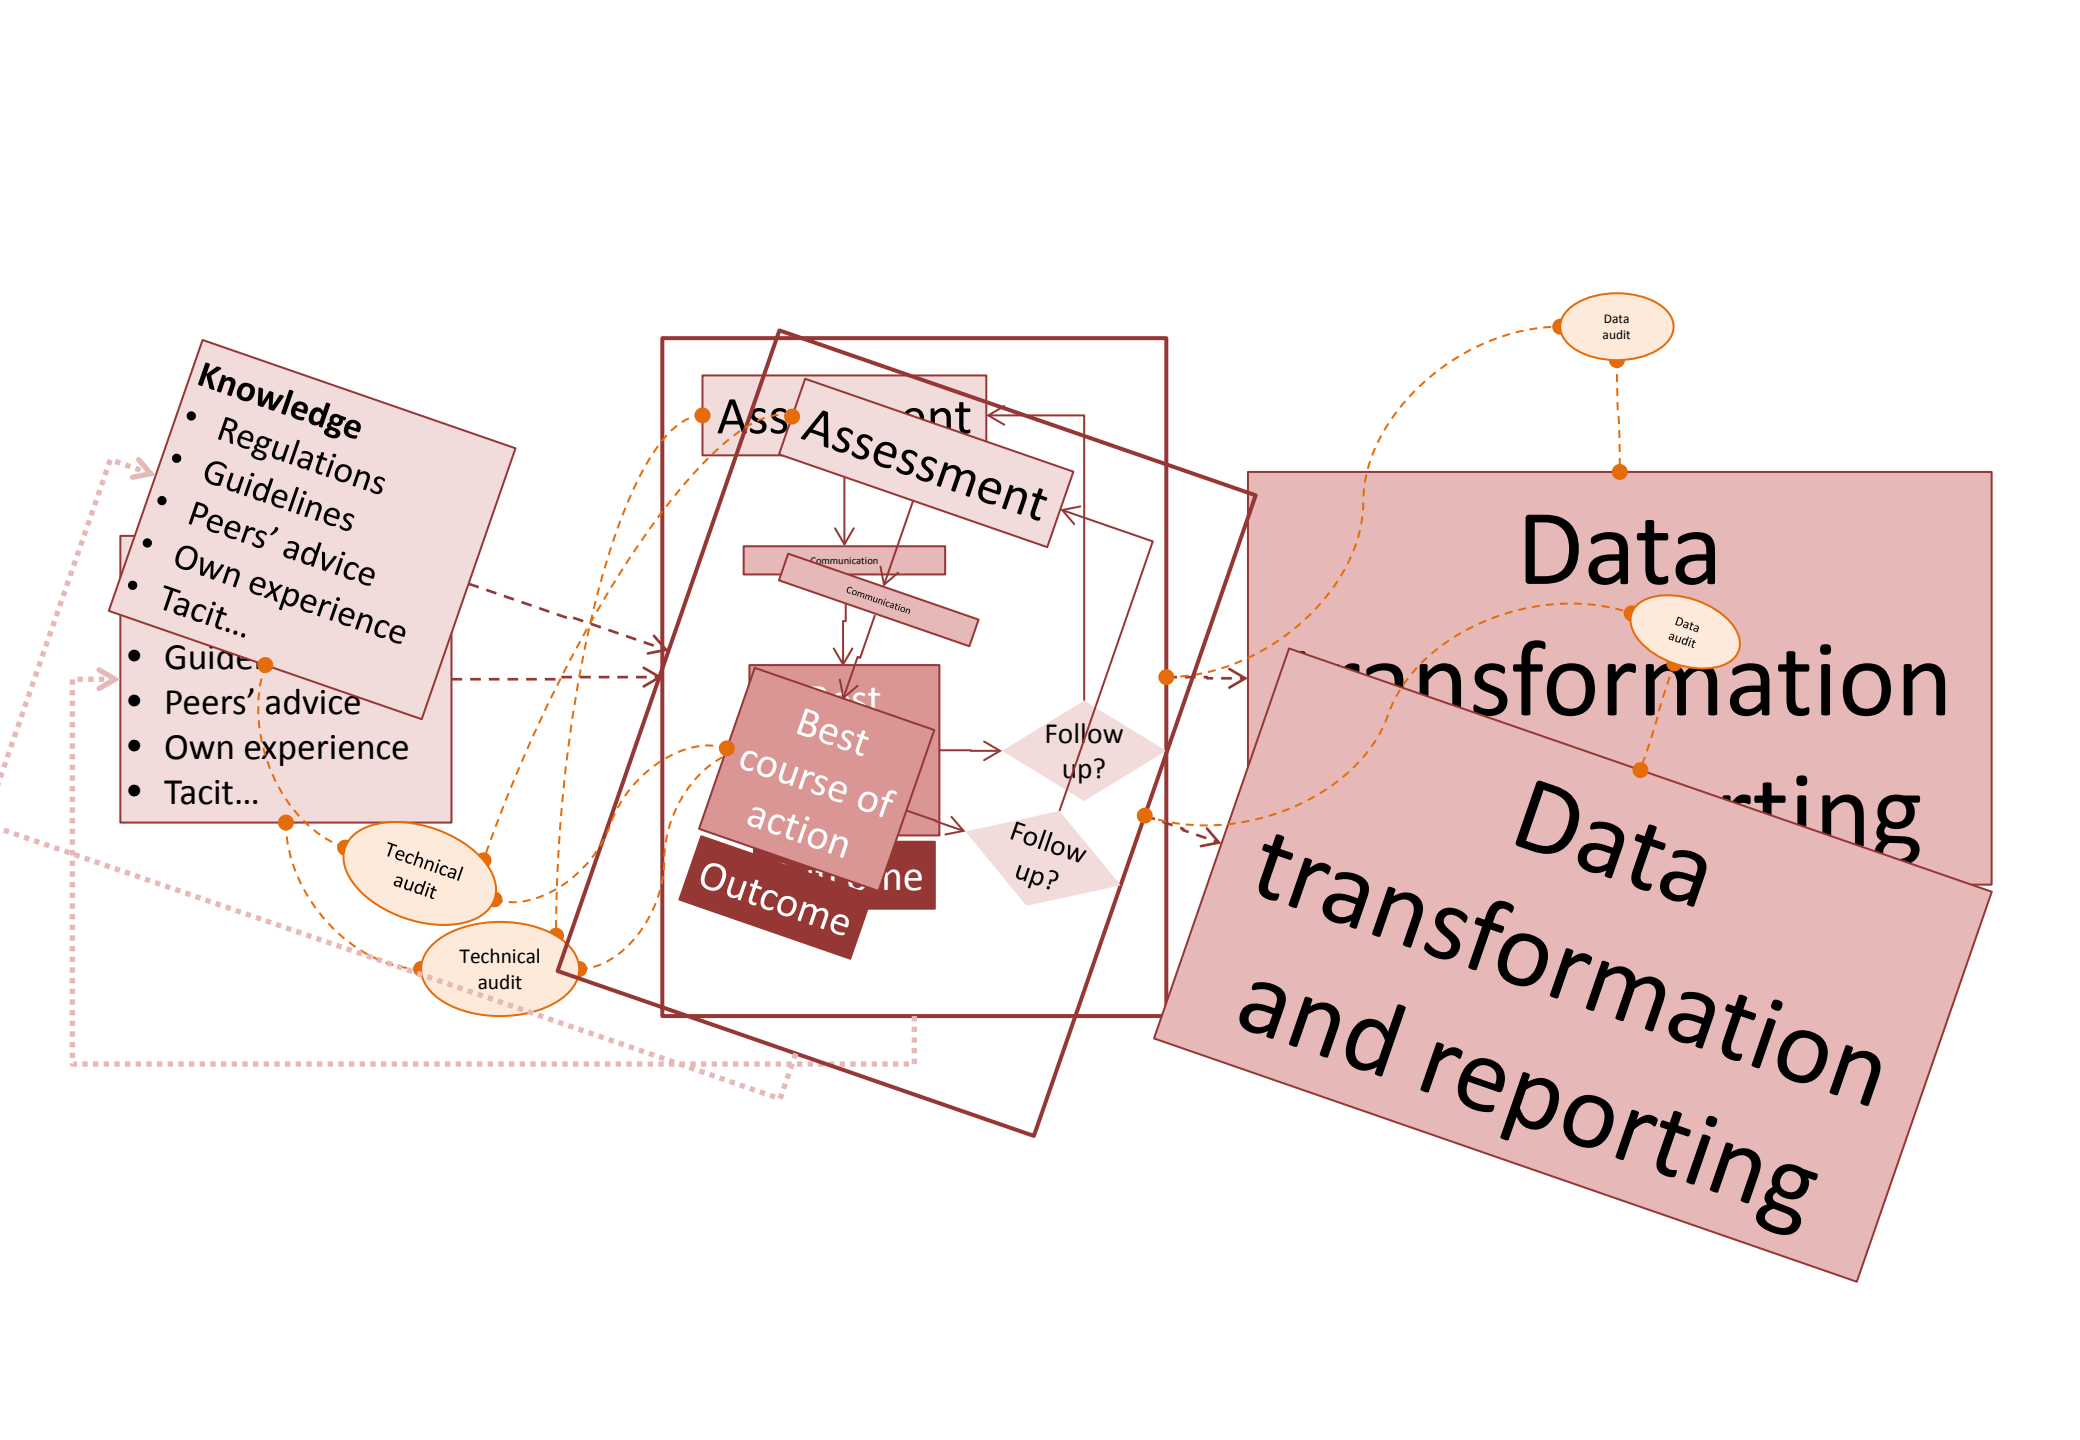 Data
audit
Knowledge
• Regulations
• Guidelines
• Peers’ advice
• Own experience
• Tacit...
• Peers’ advice
• Own experience
• Tacit...
Assessment
Communication
Communication
Best
course of
action
Outcome
Follow
up?
Follow
up?
Technical
audit
Technical
audit
Data
Data
audit
Data
transformation
and reporting